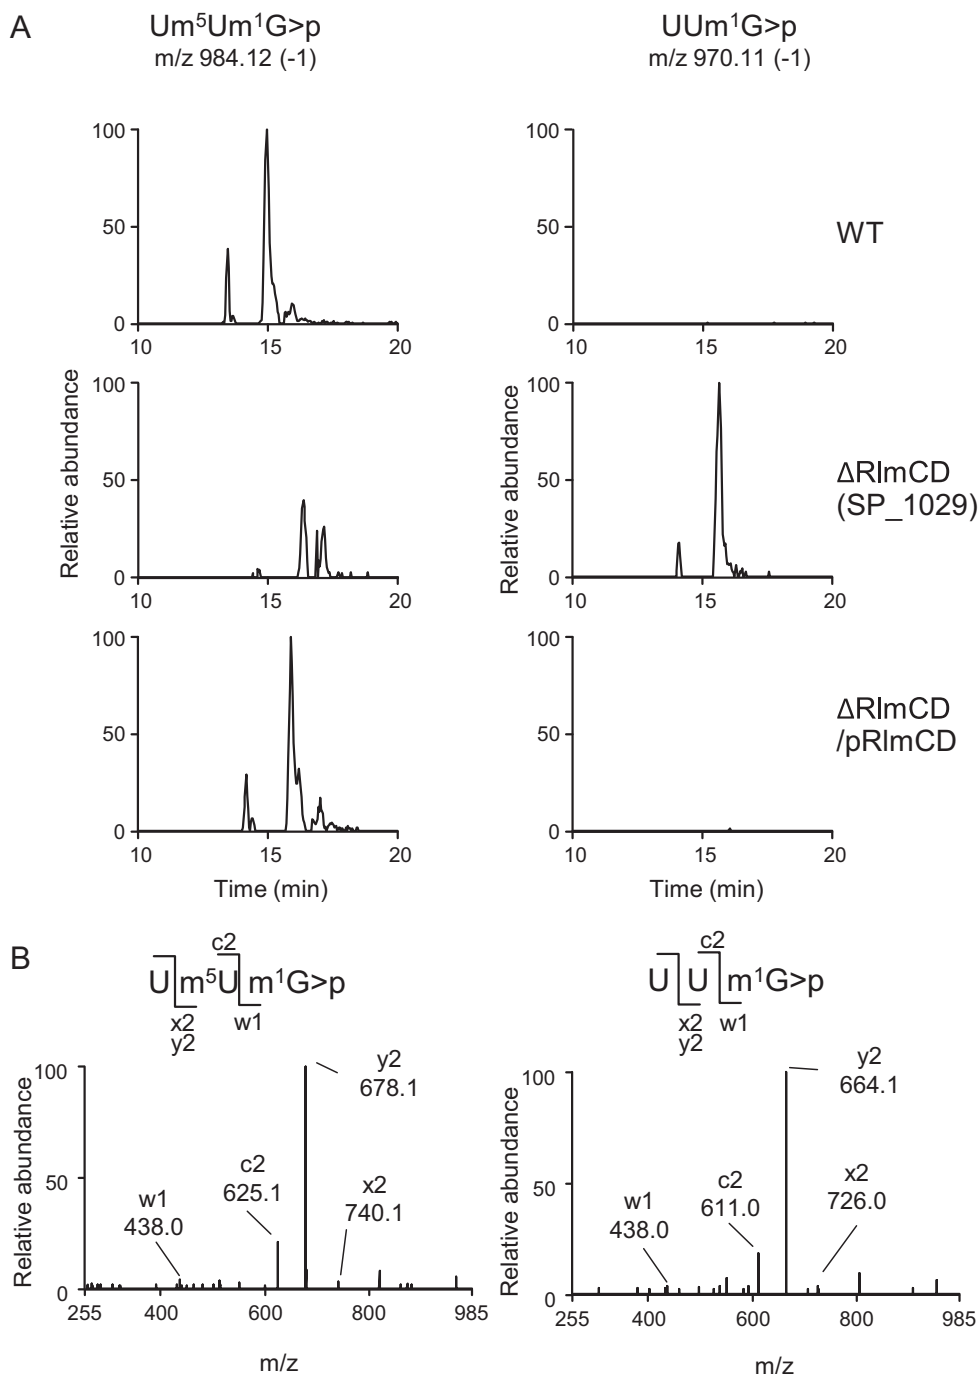 A
Um⁵Um¹G>p
m/z 984.12 (-1)
UUm¹G>p
m/z 970.11 (-1)
100
50
0
10
15
20
100
50
0
10
15
20
WT
Relative abundance
100
50
0
10
15
20
Relative abundance
100
50
0
10
15
20
ΔRlmCD
(SP_1029)
100
50
0
10
15
20
Time (min)
100
50
0
10
15
20
Time (min)
ΔRlmCD
/pRlmCD
B
c2
U m⁵U m¹G>p
x2
y2
w1
c2
U U m¹G>p
x2
y2
w1
Relative abundance
100
50
0
y2
678.1
c2
625.1
x2
740.1
w1
438.0
255
400
600
800
985
m/z
Relative abundance
100
50
0
y2
664.1
c2
611.0
x2
726.0
w1
438.0
255
400
600
800
985
m/z